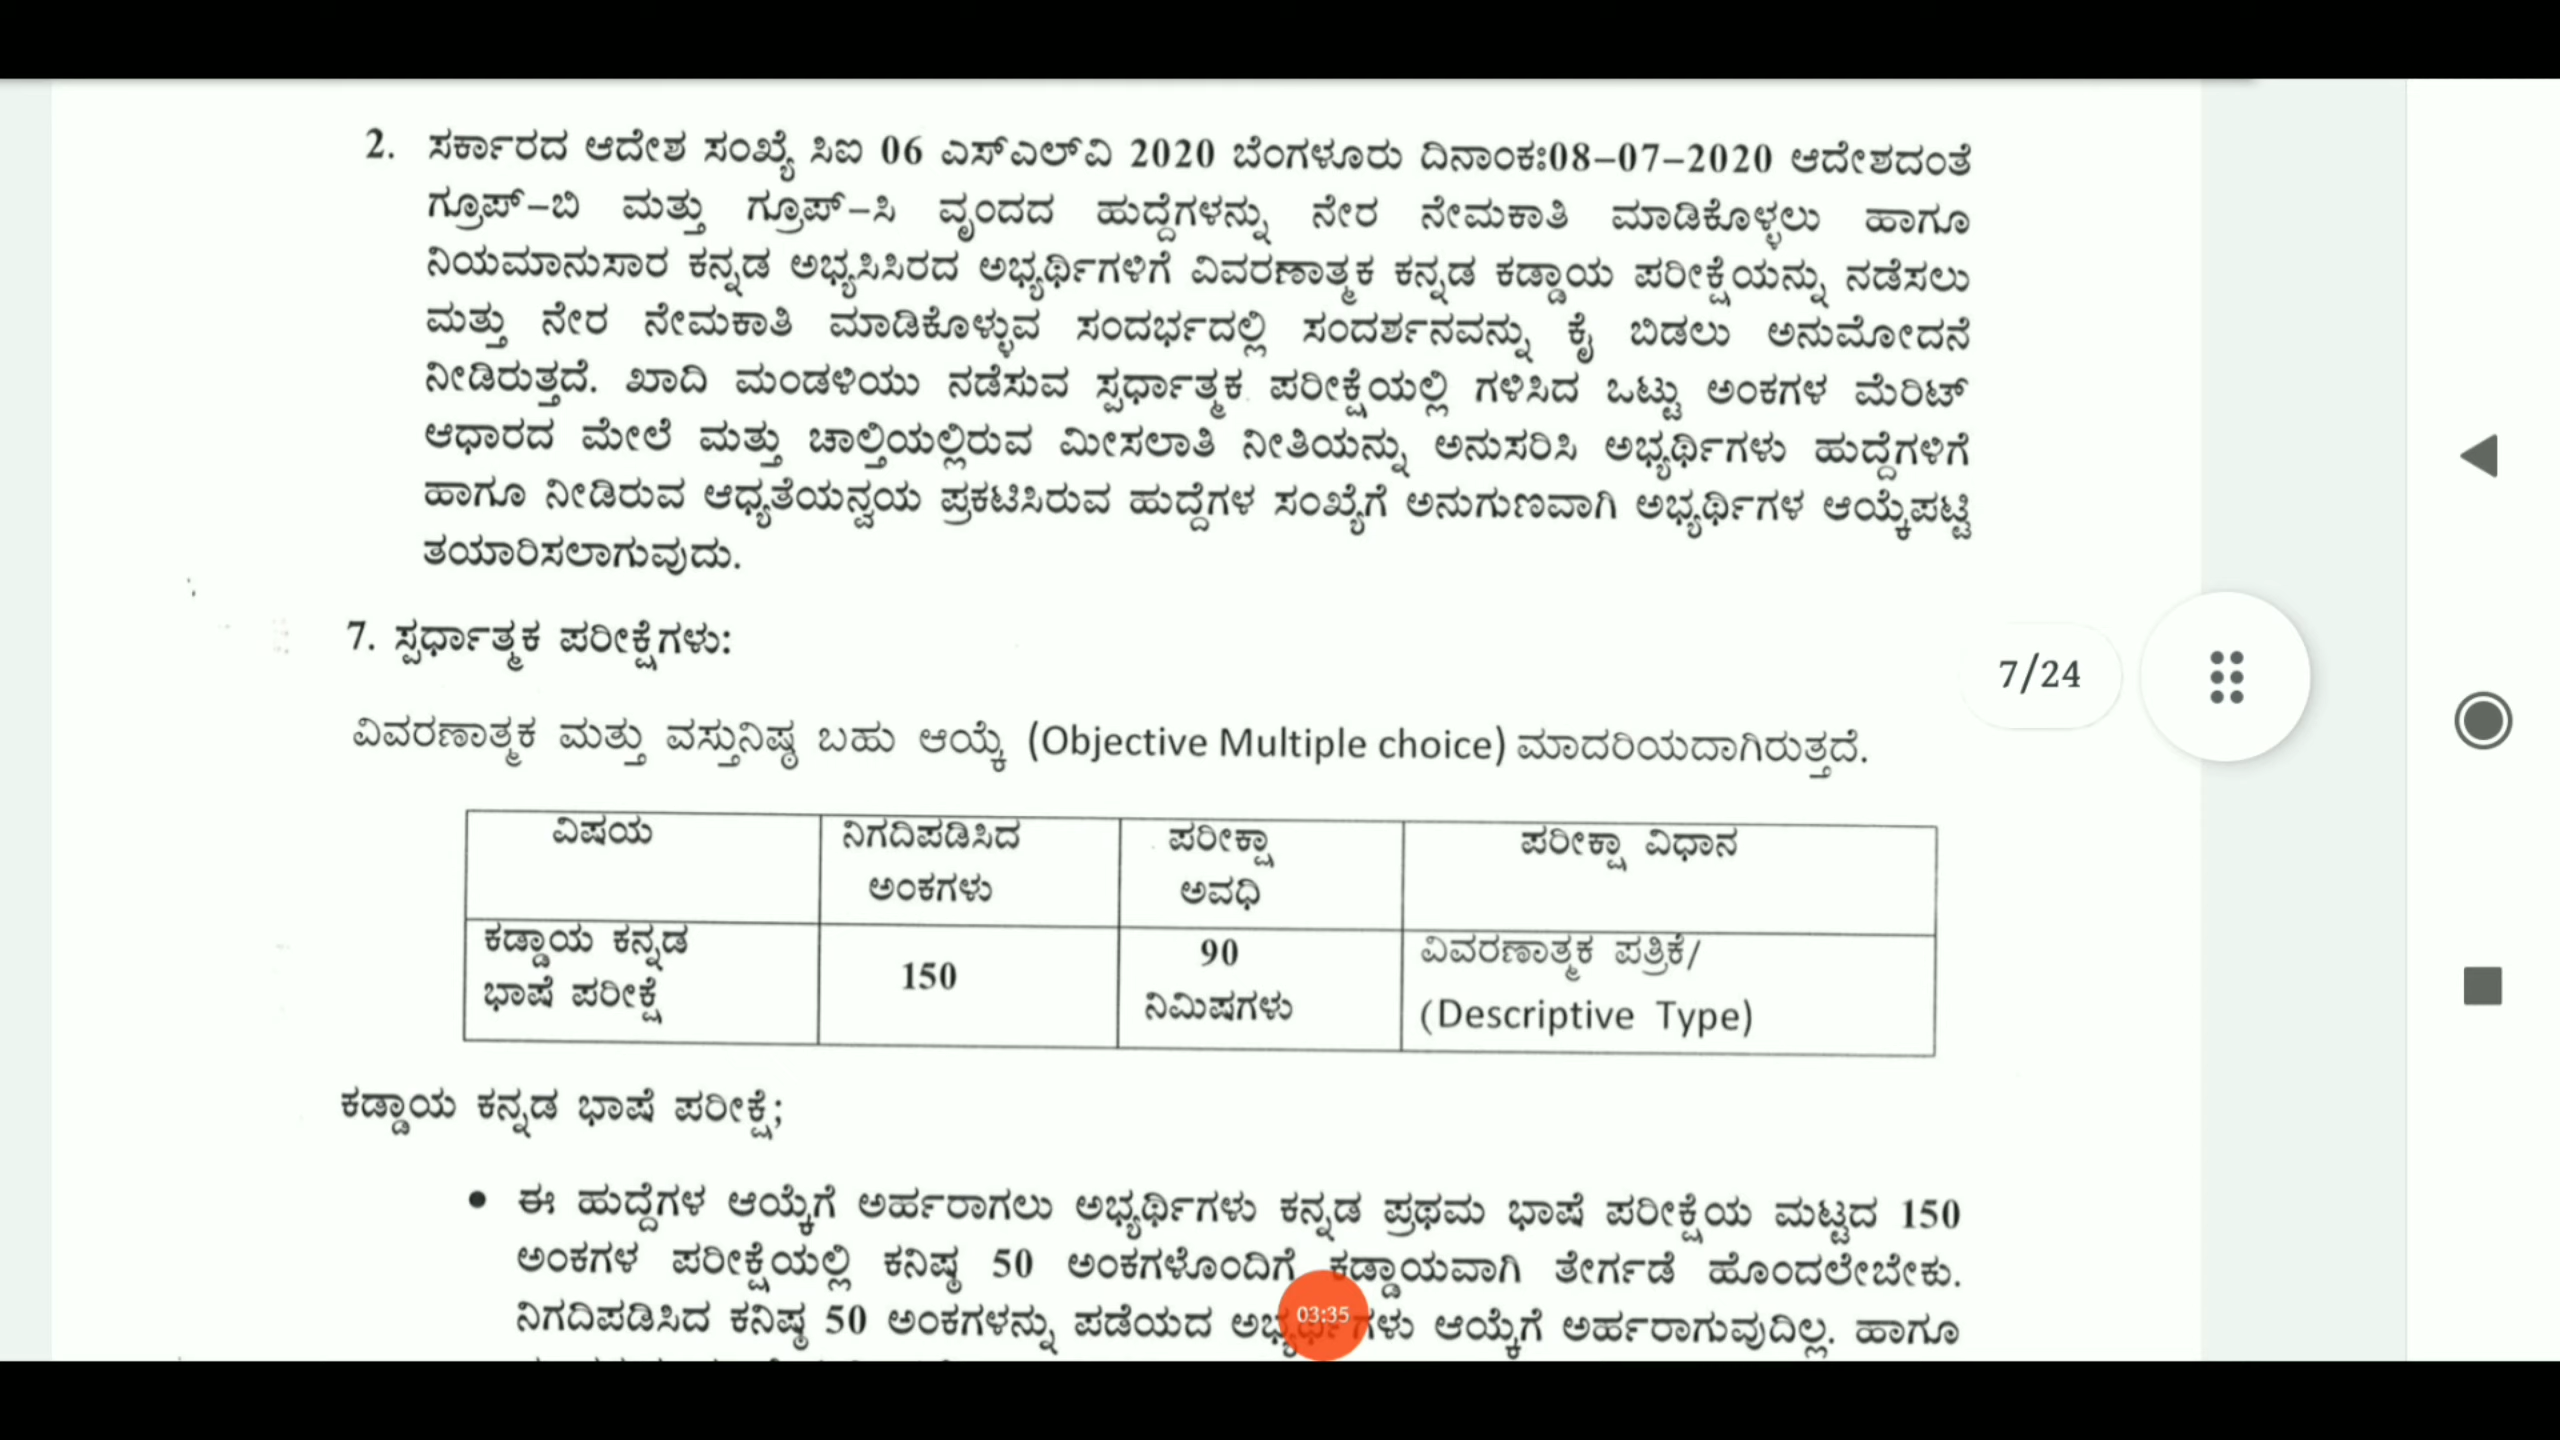 2. ಸರ್ಕಾರದ ಆದೇಶ ಸಂಖ್ಯೆ ಸಿಐ 06 ಎಸ್‌ಎಲ್‌ವಿ 2020 ಬೆಂಗಳೂರು ದಿನಾಂಕಃ08-07-2020 ಆದೇಶದಂತೆ
ಗ್ರೂಪ್-ಬಿ ಮತ್ತು ಗ್ರೂಪ್-ಸಿ ವೃಂದದ ಹುದ್ದೆಗಳನ್ನು ನೇರ ನೇಮಕಾತಿ ಮಾಡಿಕೊಳ್ಳಲು ಹಾಗೂ
ನಿಯಮಾನುಸಾರ ಕನ್ನಡ ಅಭ್ಯಸಿಸಿರದ ಅಭ್ಯರ್ಥಿಗಳಿಗೆ ವಿವರಣಾತ್ಮಕ ಕನ್ನಡ ಕಡ್ಡಾಯ ಪರೀಕ್ಷೆಯನ್ನು ನಡೆಸಲು
ಮತ್ತು ನೇರ ನೇಮಕಾತಿ ಮಾಡಿಕೊಳ್ಳುವ ಸಂದರ್ಭದಲ್ಲಿ ಸಂದರ್ಶನವನ್ನು ಕೈ ಬಿಡಲು ಅನುಮೋದನೆ
ನೀಡಿರುತ್ತದೆ. ಖಾದಿ ಮಂಡಳಿಯು ನಡೆಸುವ ಸ್ಪರ್ಧಾತ್ಮಕ ಪರೀಕ್ಷೆಯಲ್ಲಿ ಗಳಿಸಿದ ಒಟ್ಟು ಅಂಕಗಳ ಮೆರಿಟ್
ಆಧಾರದ ಮೇಲೆ ಮತ್ತು ಚಾಲ್ತಿಯಲ್ಲಿರುವ ಮೀಸಲಾತಿ ನೀತಿಯನ್ನು ಅನುಸರಿಸಿ ಅಭ್ಯರ್ಥಿಗಳು ಹುದ್ದೆಗಳಿಗೆ
ಹಾಗೂ ನೀಡಿರುವ ಆಧ್ಯತೆಯನ್ವಯ ಪ್ರಕಟಿಸಿರುವ ಹುದ್ದೆಗಳ ಸಂಖ್ಯೆಗೆ ಅನುಗುಣವಾಗಿ ಅಭ್ಯರ್ಥಿಗಳ ಆಯ್ಕೆಪಟ್ಟಿ
ತಯಾರಿಸಲಾಗುವುದು.
7. ಸ್ಪರ್ಧಾತ್ಮಕ ಪರೀಕ್ಷೆಗಳು:
7/24
ವಿವರಣಾತ್ಮಕ ಮತ್ತು ವಸ್ತುನಿಷ್ಠ ಬಹು ಆಯ್ಕೆ (Objective Multiple choice) ಮಾದರಿಯದಾಗಿರುತ್ತದೆ.
ವಿಷಯ ನಿಗದಿಪಡಿಸಿದ ಪರೀಕ್ಷಾ ಪರೀಕ್ಷಾ ವಿಧಾನ
ಅಂಕಗಳು ಅವಧಿ
ಕಡ್ಡಾಯ ಕನ್ನಡ 150 90 ವಿವರಣಾತ್ಮಕ ಪತ್ರಿಕೆ/
ಭಾಷೆ ಪರೀಕ್ಷೆ ನಿಮಿಷಗಳು (Descriptive Type)
ಕಡ್ಡಾಯ ಕನ್ನಡ ಭಾಷೆ ಪರೀಕ್ಷೆ;
• ಈ ಹುದ್ದೆಗಳ ಆಯ್ಕೆಗೆ ಅರ್ಹರಾಗಲು ಅಭ್ಯರ್ಥಿಗಳು ಕನ್ನಡ ಪ್ರಥಮ ಭಾಷೆ ಪರೀಕ್ಷೆಯ ಮಟ್ಟದ 150
ಅಂಕಗಳ ಪರೀಕ್ಷೆಯಲ್ಲಿ ಕನಿಷ್ಠ 50 ಅಂಕಗಳೊಂದಿಗೆ ಕಡ್ಡಾಯವಾಗಿ ತೇರ್ಗಡೆ ಹೊಂದಲೇಬೇಕು.
ನಿಗದಿಪಡಿಸಿದ ಕನಿಷ್ಠ 50 ಅಂಕಗಳನ್ನು ಪಡೆಯದ ಅಭ್ಯರ್ಥಿಗಳು ಆಯ್ಕೆಗೆ ಅರ್ಹರಾಗುವುದಿಲ್ಲ. ಹಾಗೂ
03:35